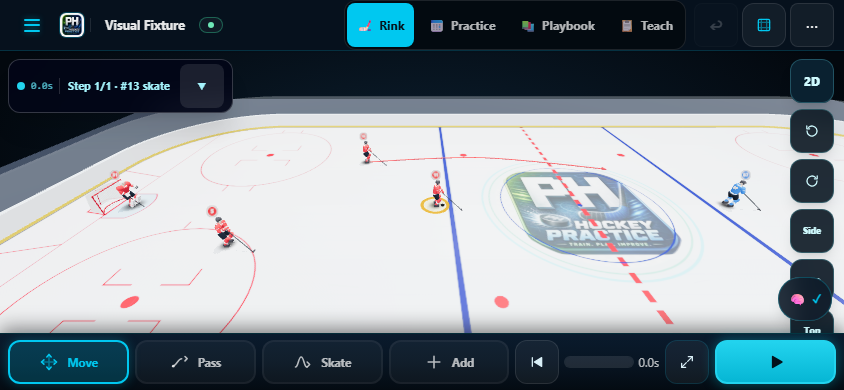 PH
Visual Fixture
Rink
Practice
Playbook
Teach
...
0.0s
Step 1/1 · #13 skate
2D
PH
HOCKEY
PRACTICE
TRAIN. PLAY. IMPROVE.
Side
Top
Move
Pass
Skate
Add
0.0s